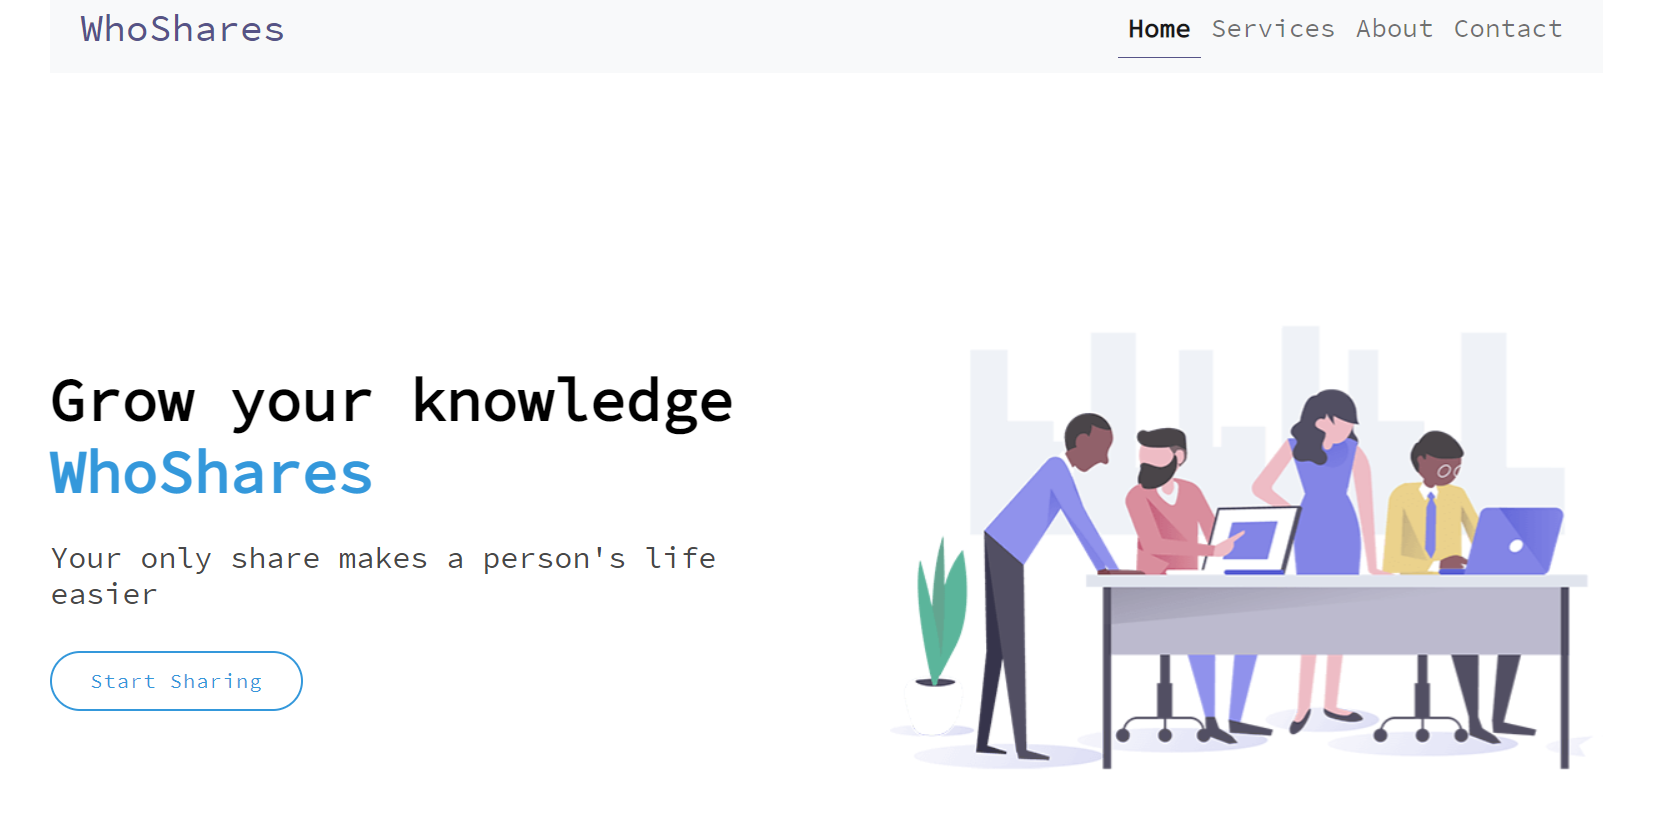 WhoShares
Home Services About Contact
Grow your knowledge
WhoShares
Your only share makes a person's life
easier
Start Sharing